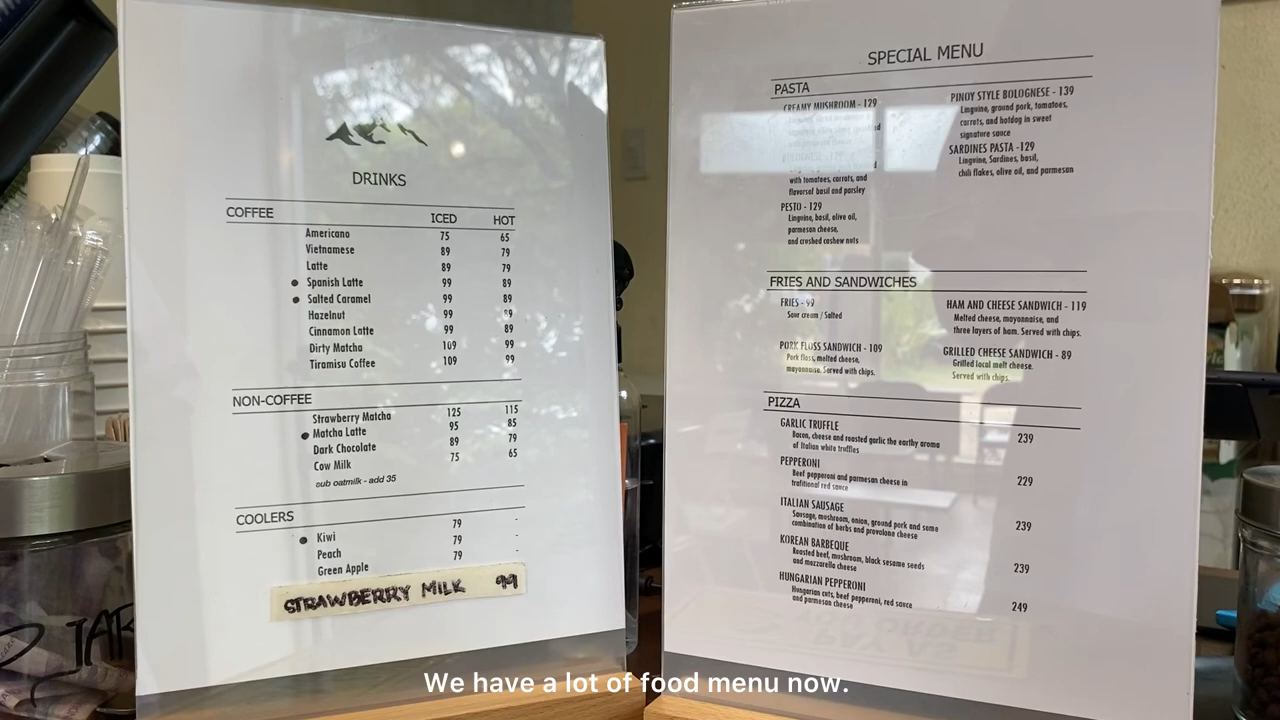 DRINKS
COFFEE ICED HOT
Americano 75 65
Vietnamese 89 79
Latte 89 79
Spanish Latte 99 89
Salted Caramel 99 89
Hazelnut 99 99
Cinnamon Latte 99 89
Dirty Matcha 109 99
Tiramisu Coffee 109 99
NON-COFFEE
Strawberry Matcha 125 115
Matcha Latte 95 85
Dark Chocolate 89 79
Cow Milk 75 65
sub oatmilk - add 35
COOLERS
Kiwi 79 -
Peach 79 -
Green Apple 79 -
STRAWBERRY MILK 99
SPECIAL MENU
PASTA
CREAMY MUSHROOM - 129
BOLOGNESE - 129
with tomatoes, carrots, and
flavorsof basil and parsley
PESTO - 129
Linguine, basil, olive oil,
parmesan cheese,
and crushed cashew nuts
PINOY STYLE BOLOGNESE - 139
Linguine, ground pork, tomatoes,
carrots, and hotdog in sweet
signature sauce
SARDINES PASTA -129
Linguine, Sardines, basil,
chili flakes, olive oil, and parmesan
FRIES AND SANDWICHES
FRIES - 99
Sour cream / Salted
PORK FLOSS SANDWICH - 109
Pork floss, melted cheese,
mayonnaise. Served with chips.
HAM AND CHEESE SANDWICH - 119
Melted cheese, mayonnaise, and
three layers of ham. Served with chips.
GRILLED CHEESE SANDWICH - 89
Grilled local melt cheese.
Served with chips.
PIZZA
GARLIC TRUFFLE 239
Bacon, cheese and roasted garlic the earthy aroma
of Italian white truffles
PEPPERONI 229
Beef pepperoni and parmesan cheese in
traditional red sauce
ITALIAN SAUSAGE 239
Sausage, mushroom, onion, ground pork and some
combination of herbs and provolone cheese
KOREAN BARBEQUE 239
Roasted beef, mushroom, black sesame seeds
and mozzarella cheese
HUNGARIAN PEPPERONI 249
Hungarian cuts, beef pepperoni, red sauce
and parmesan cheese
We have a lot of food menu now.